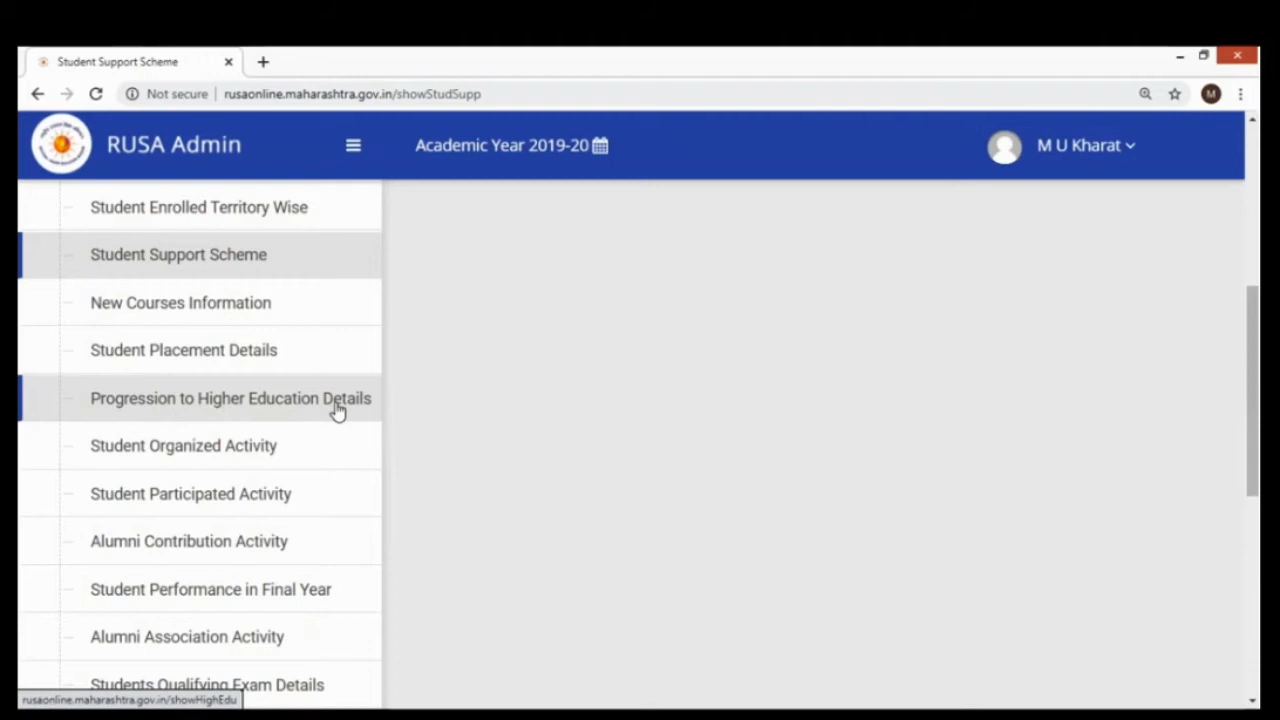 Student Support Scheme
Not secure
rusaonline.maharashtra.gov.in/showStudSupp
M
RUSA Admin
Academic Year 2019-20
M U Kharat
Student Enrolled Territory Wise
Student Support Scheme
New Courses Information
Student Placement Details
Progression to Higher Education Details
Student Organized Activity
Student Participated Activity
Alumni Contribution Activity
Student Performance in Final Year
Alumni Association Activity
Students Qualifying Exam Details
rusaonline.maharashtra.gov.in/showHighEdu